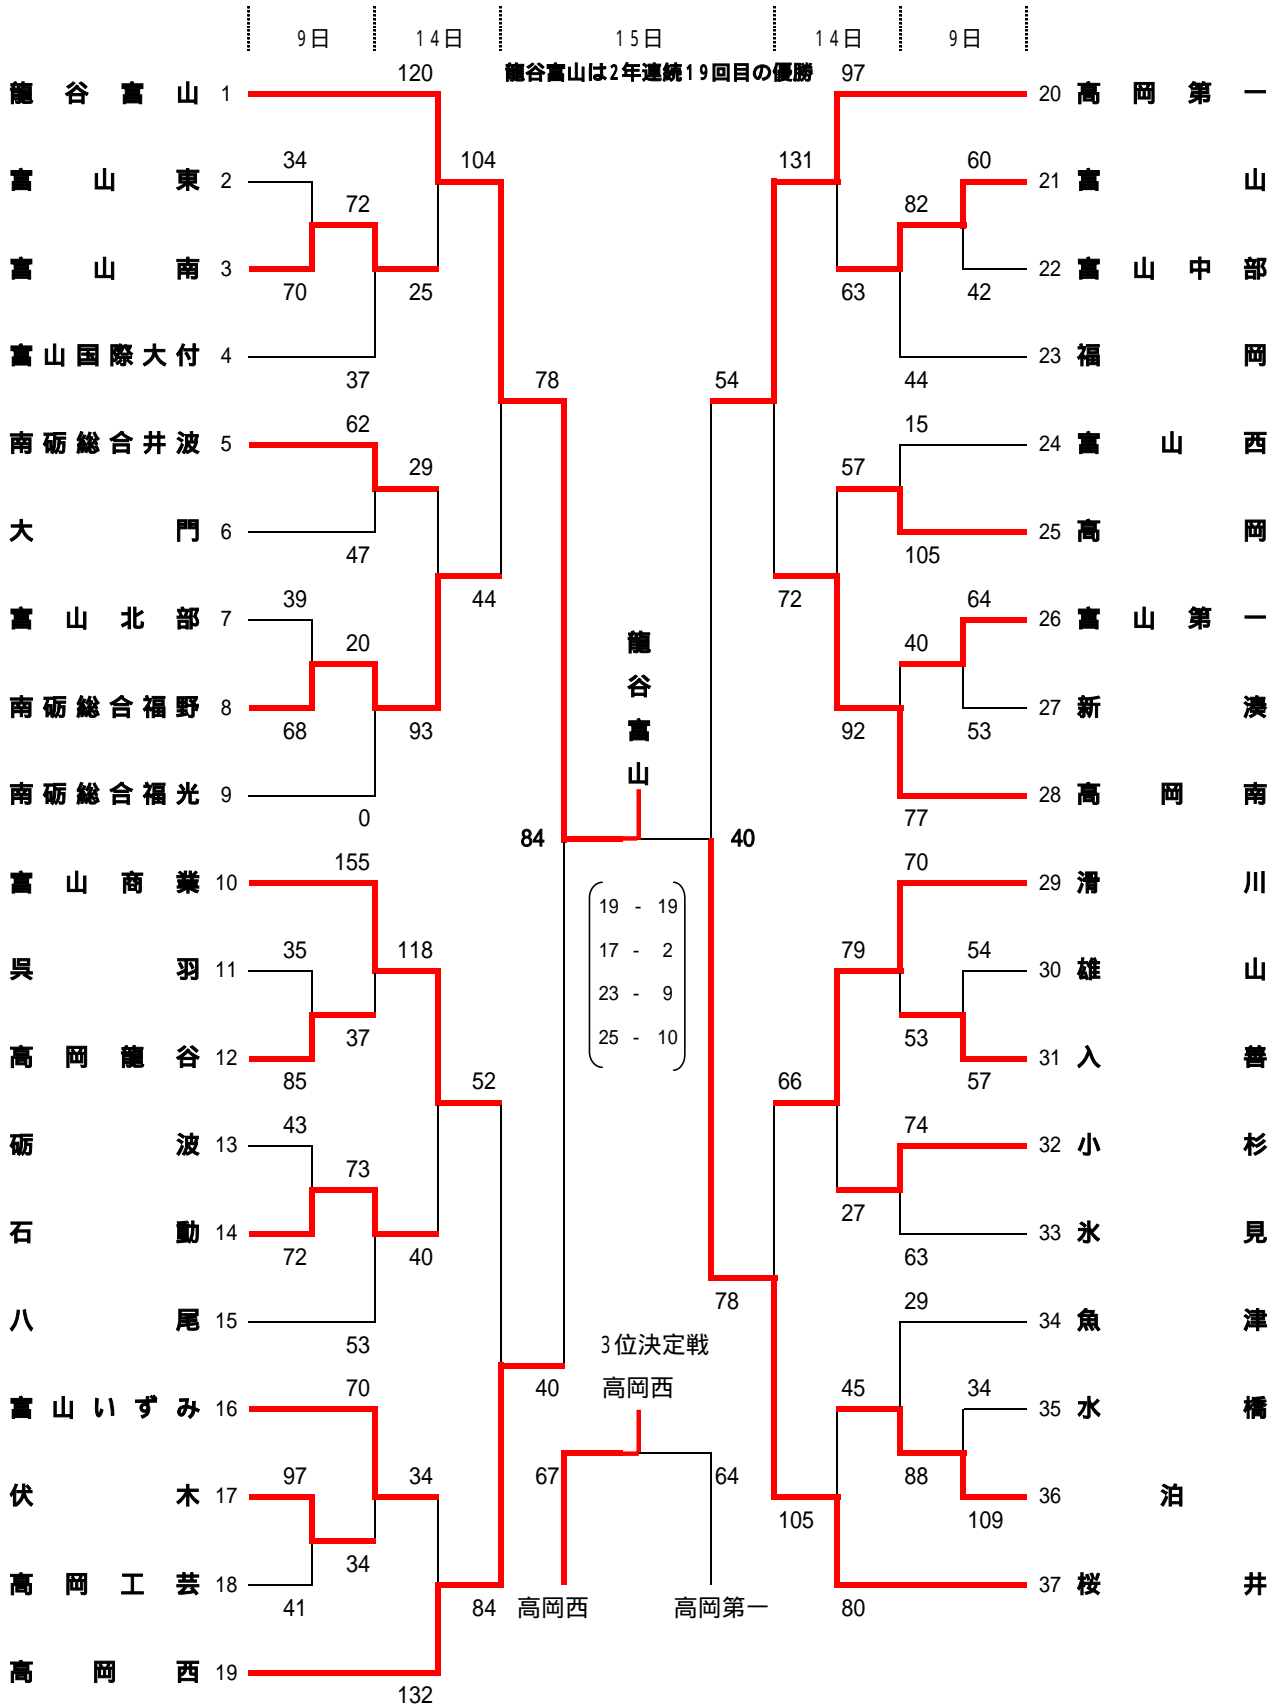 9日 14日 15日 14日 9日
龍谷富山は2年連続19回目の優勝
120 97
龍谷富山 1 20 高岡第一
34 104 131 60
富山東 2 21 富山
72 82
富山南 3 22 富山中部
70 25 63 42
富山国際大付 4 23 福岡
37 78 54 44
62 15
南砺総合井波 5 24 富山西
29 57
大門 6 25 高岡
47 105
39 44 72 64
富山北部 7 26 富山第一
20 40
龍谷富山
南砺総合福野 8 27 新湊
68 93 92 53
南砺総合福光 9 28 高岡南
0 77
84 40
155 70
富山商業 10 29 滑川
19 - 19
17 - 2
23 - 9
25 - 10
35 118 79 54
呉羽 11 30 雄山
37 53
高岡龍谷 12 31 入善
85 52 66 57
43 74
砺波 13 32 小杉
73 27
石動 14 33 氷見
72 40 63
78 29
八尾 15 34 魚津
53
3位決定戦
70 40 高岡西 45 34
富山いずみ 16 35 水橋
97 34 67 64 88
伏木 17 36 泊
34 105 109
高岡工芸 18 37 桜井
41 84 高岡西 高岡第一 80
高岡西 19
132